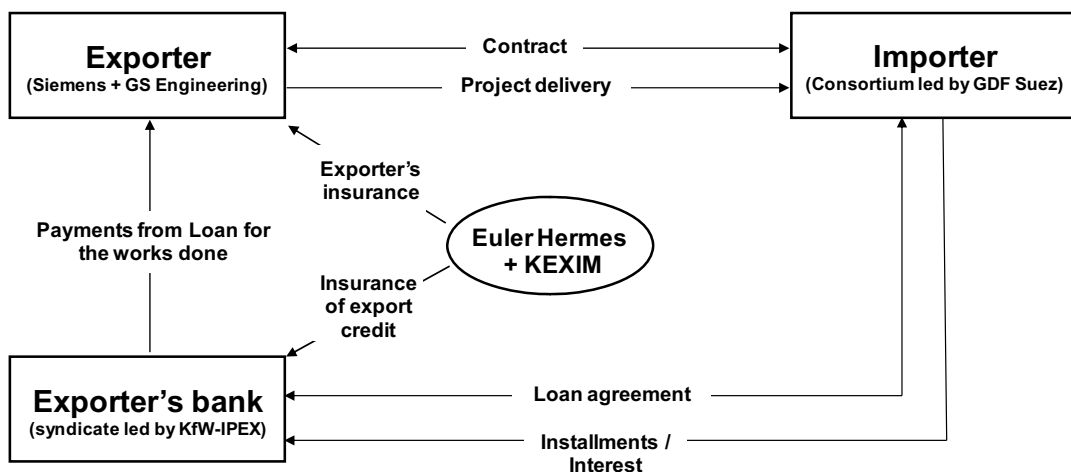 Exporter
(Siemens + GS Engineering)
Contract
Project delivery
Importer
(Consortium led by GDF Suez)
Exporter’s
insurance
Payments from Loan for
the works done
Euler Hermes
+ KEXIM
Insurance
of export
credit
Exporter’s bank
(syndicate led by KfW-IPEX)
Loan agreement
Installments /
Interest